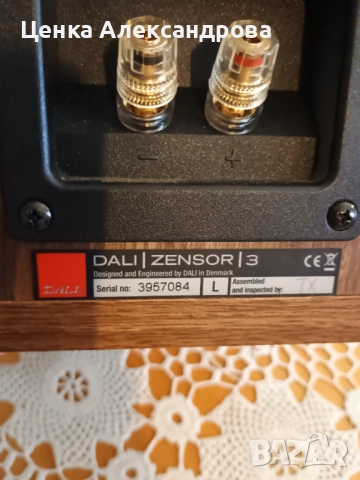 Ценка Александрова
- +
DALI | ZENSOR | 3
Designed and Engineered by DALI in Denmark
DALI
Serial no: 3957084 L Assembled and inspected by:
CE
BAZAR